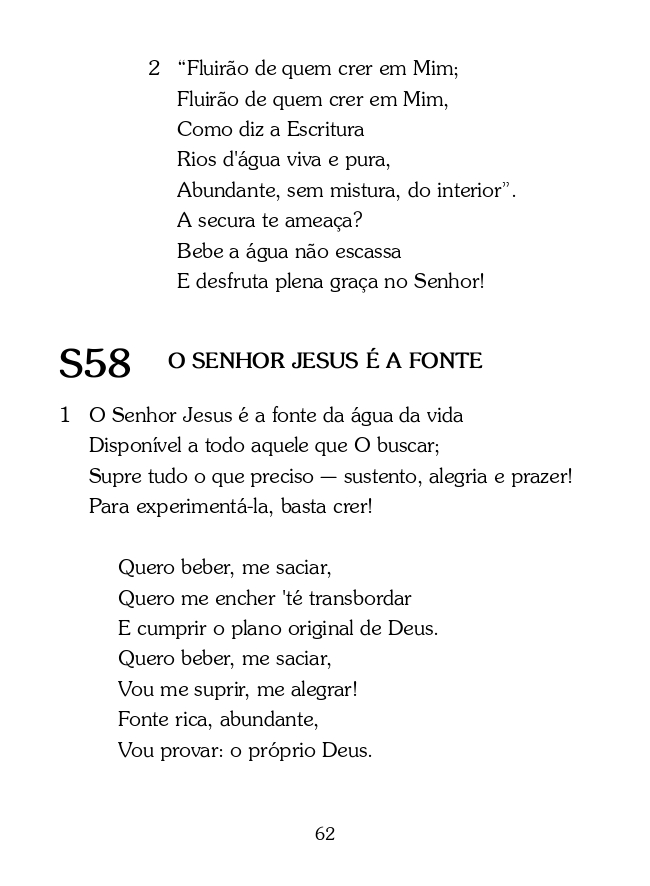 2 “Fluirão de quem crer em Mim;
Fluirão de quem crer em Mim,
Como diz a Escritura
Rios d'água viva e pura,
Abundante, sem mistura, do interior”.
A secura te ameaça?
Bebe a água não escassa
E desfruta plena graça no Senhor!
S58 O SENHOR JESUS É A FONTE
1 O Senhor Jesus é a fonte da água da vida
Disponível a todo aquele que O buscar;
Supre tudo o que preciso — sustento, alegria e prazer!
Para experimentá-la, basta crer!
Quero beber, me saciar,
Quero me encher 'té transbordar
E cumprir o plano original de Deus.
Quero beber, me saciar,
Vou me suprir, me alegrar!
Fonte rica, abundante,
Vou provar: o próprio Deus.
62